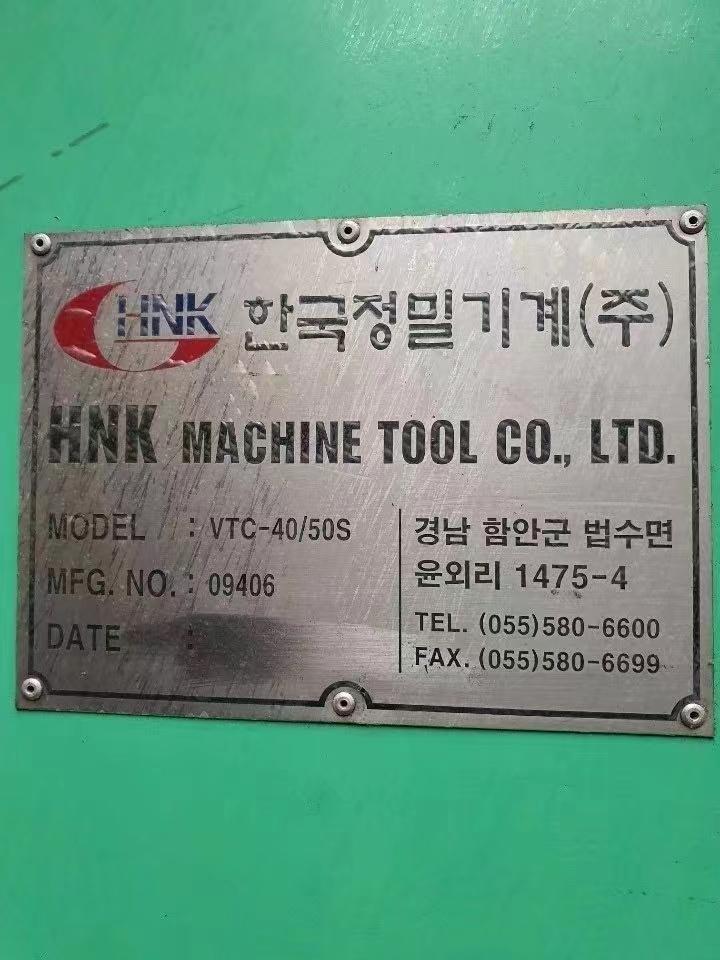 HNK 한국정밀기계(주)
HNK MACHINE TOOL CO., LTD.
MODEL : VTC-40/50S
MFG. NO. : 09406
DATE :
경남 함안군 법수면
윤외리 1475-4
TEL. (055)580-6600
FAX. (055)580-6699